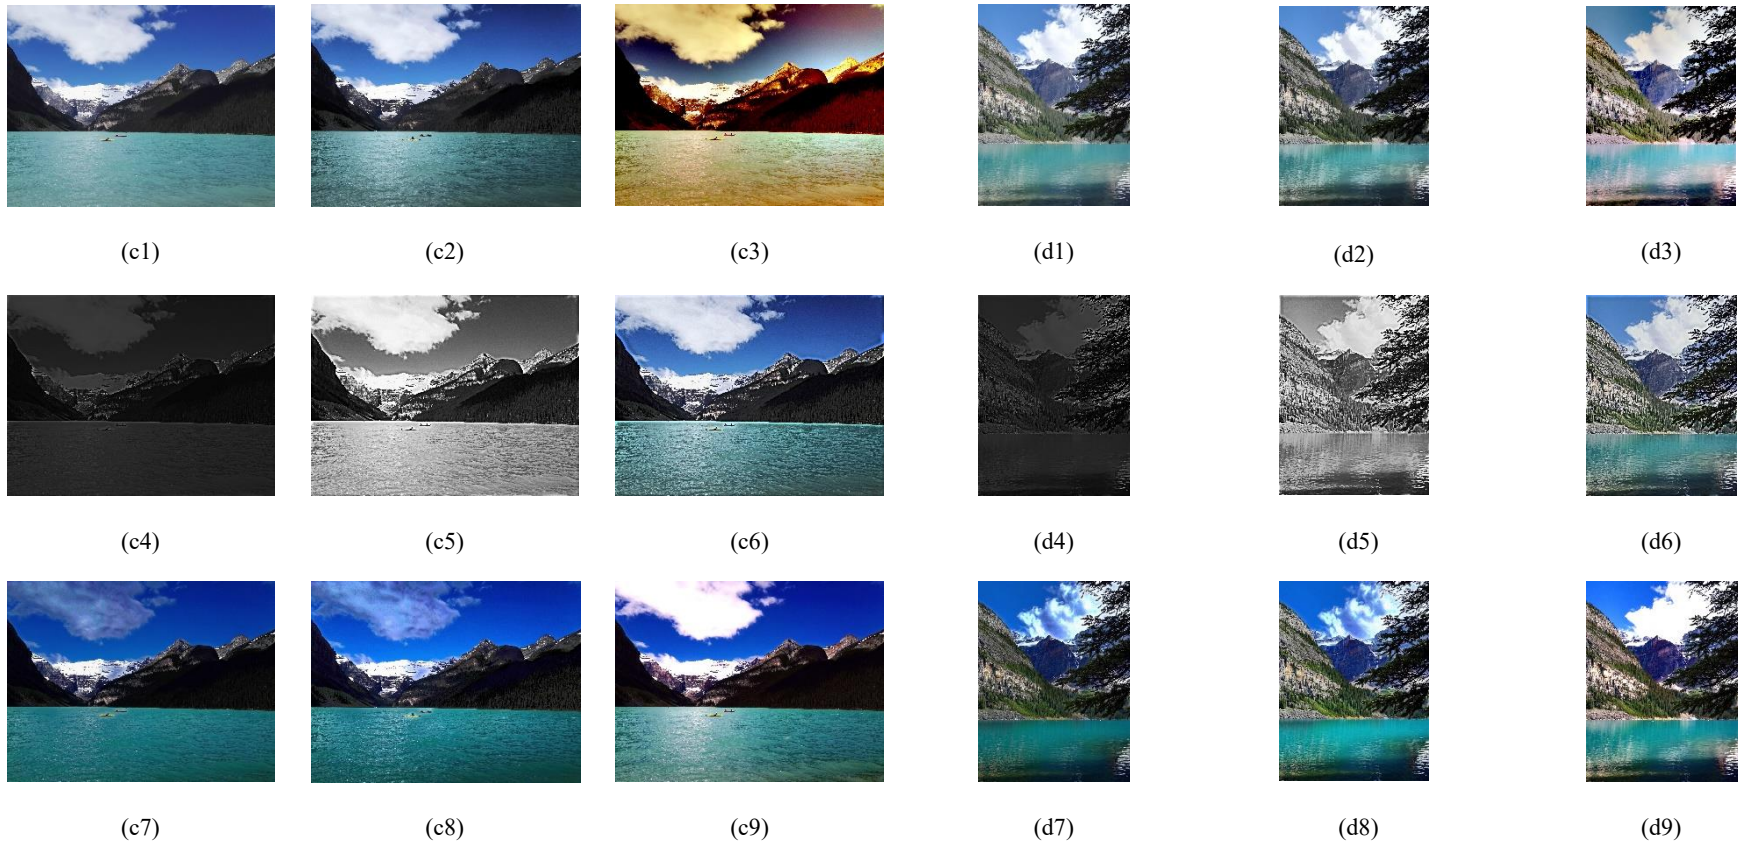 (c1) (c2) (c3) (d1) (d2) (d3)
(c4) (c5) (c6) (d4) (d5) (d6)
(c7) (c8) (c9) (d7) (d8) (d9)